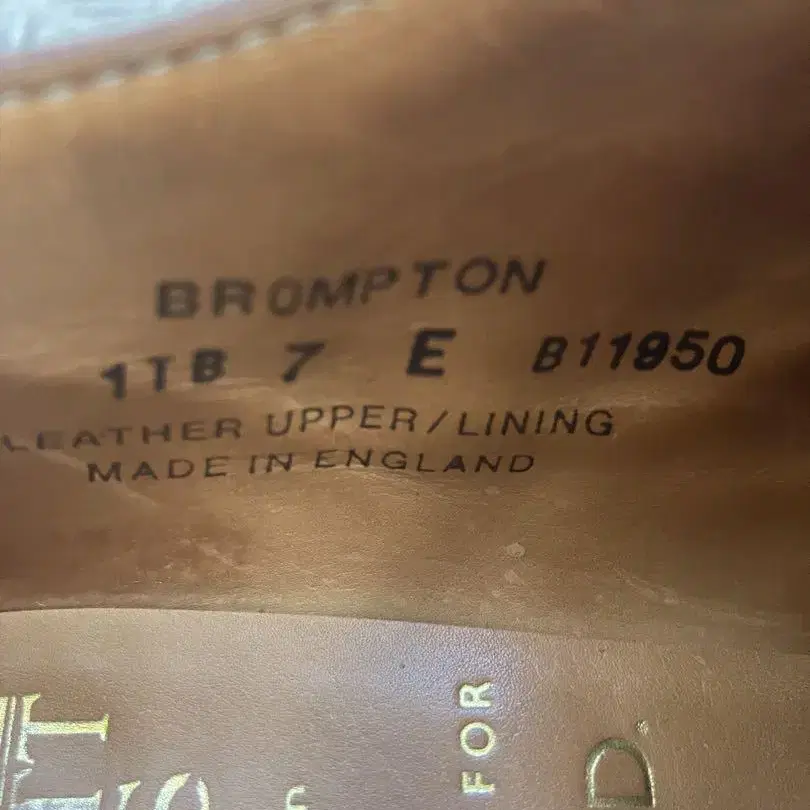 BROMPTON
1TB 7 E B11950
LEATHER UPPER/LINING
MADE IN ENGLAND
FOR
D.